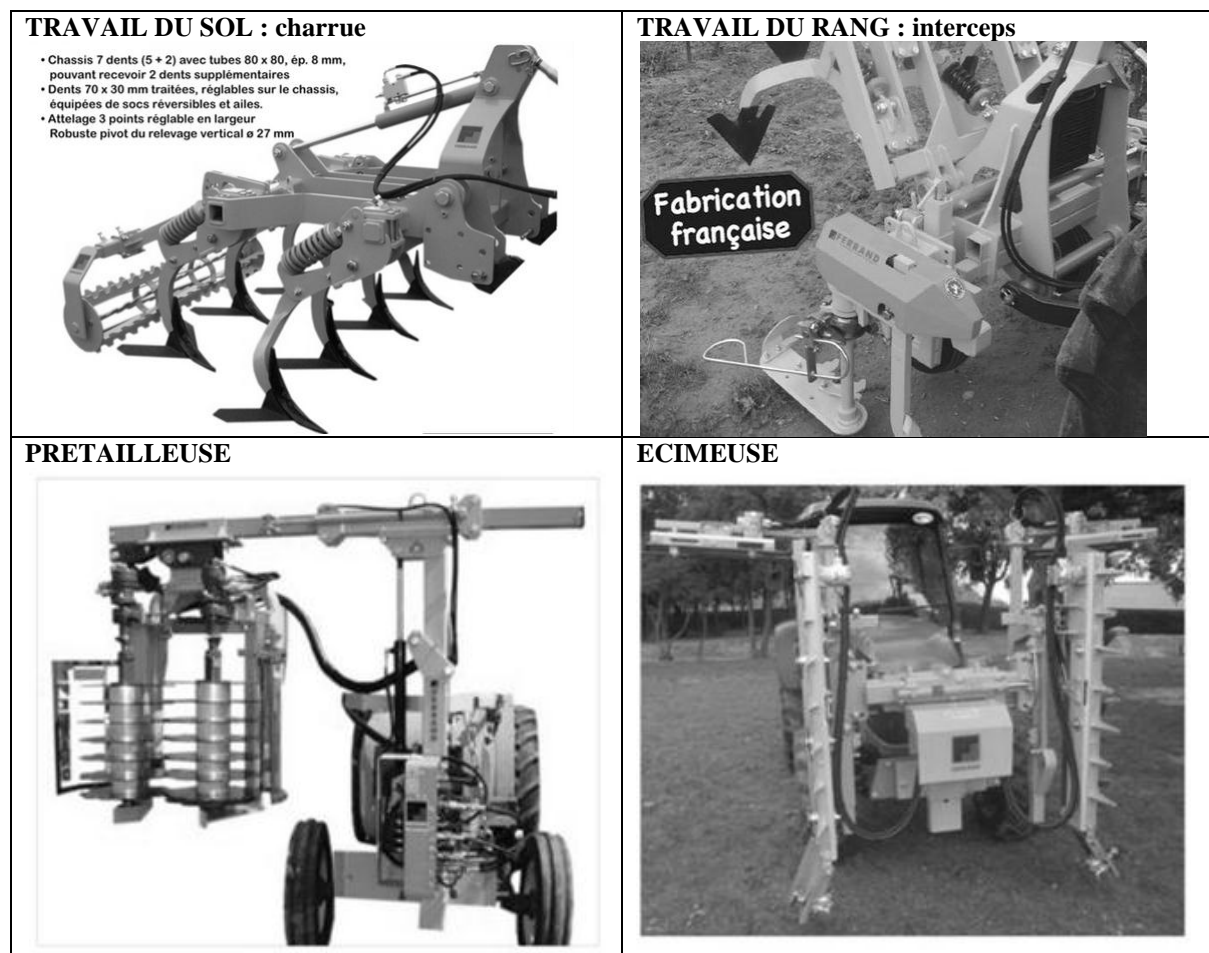 TRAVAIL DU SOL : charrue
• Chassis 7 dents (5 + 2) avec tubes 80 x 80, ép. 8 mm,
pouvant recevoir 2 dents supplémentaires
• Dents 70 x 30 mm traitées, réglables sur le chassis,
équipées de socs réversibles et ailes.
• Attelage 3 points réglable en largeur
Robuste pivot du relevage vertical ø 27 mm
TRAVAIL DU RANG : interceps
Fabrication
française
FERRAND
PRETAILLEUSE
FERRAND
ECIMEUSE